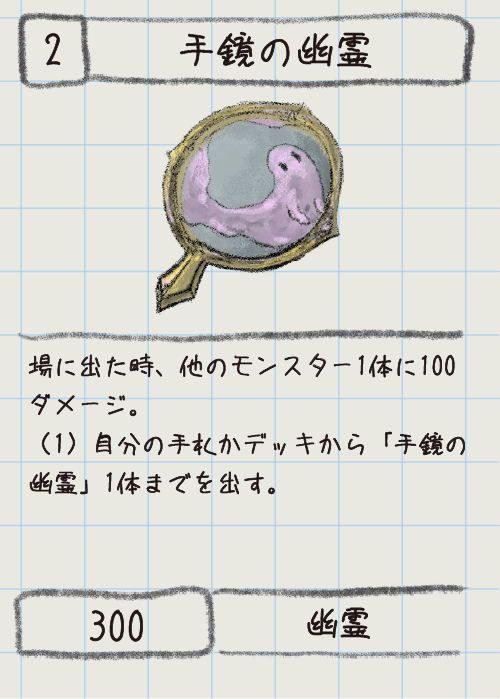 2
手鏡の幽霊
場に出た時、他のモンスター1体に100
ダメージ。
（1）自分の手札かデッキから「手鏡の
幽霊」1体までを出す。
300
幽霊